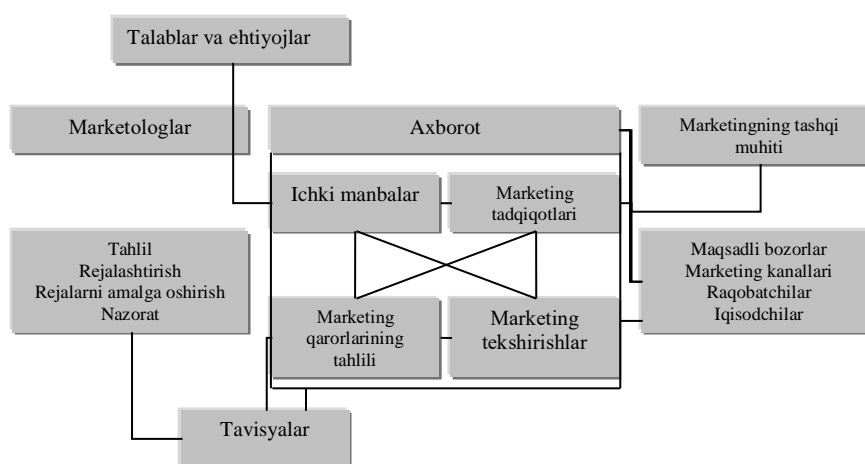 Talablar va ehtiyojlar
Marketologlar
Axborot
Marketingning tashqi
muhiti
Ichki manbalar
Marketing
tadqiqotlari
Tahlil
Rejalashtirish
Rejalarni amalga oshirish
Nazorat
Maqsadli bozorlar
Marketing kanallari
Raqobatchilar
Iqisodchilar
Marketing
qarorlarining
tahlili
Marketing
tekshirishlar
Tavisyalar